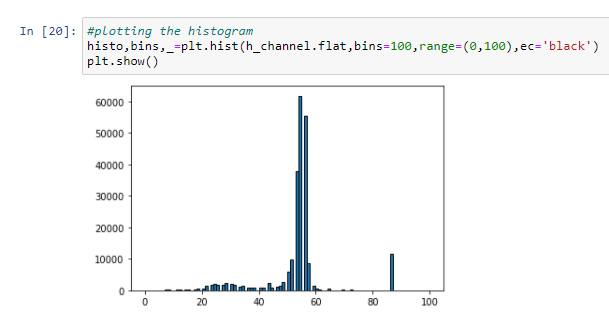 In [20]: #plotting the histogram
histo,bins,_=plt.hist(h_channel.flat,bins=100,range=(0,100),ec='black')
plt.show()
60000
50000
40000
30000
20000
10000
0
0 20 40 60 80 100